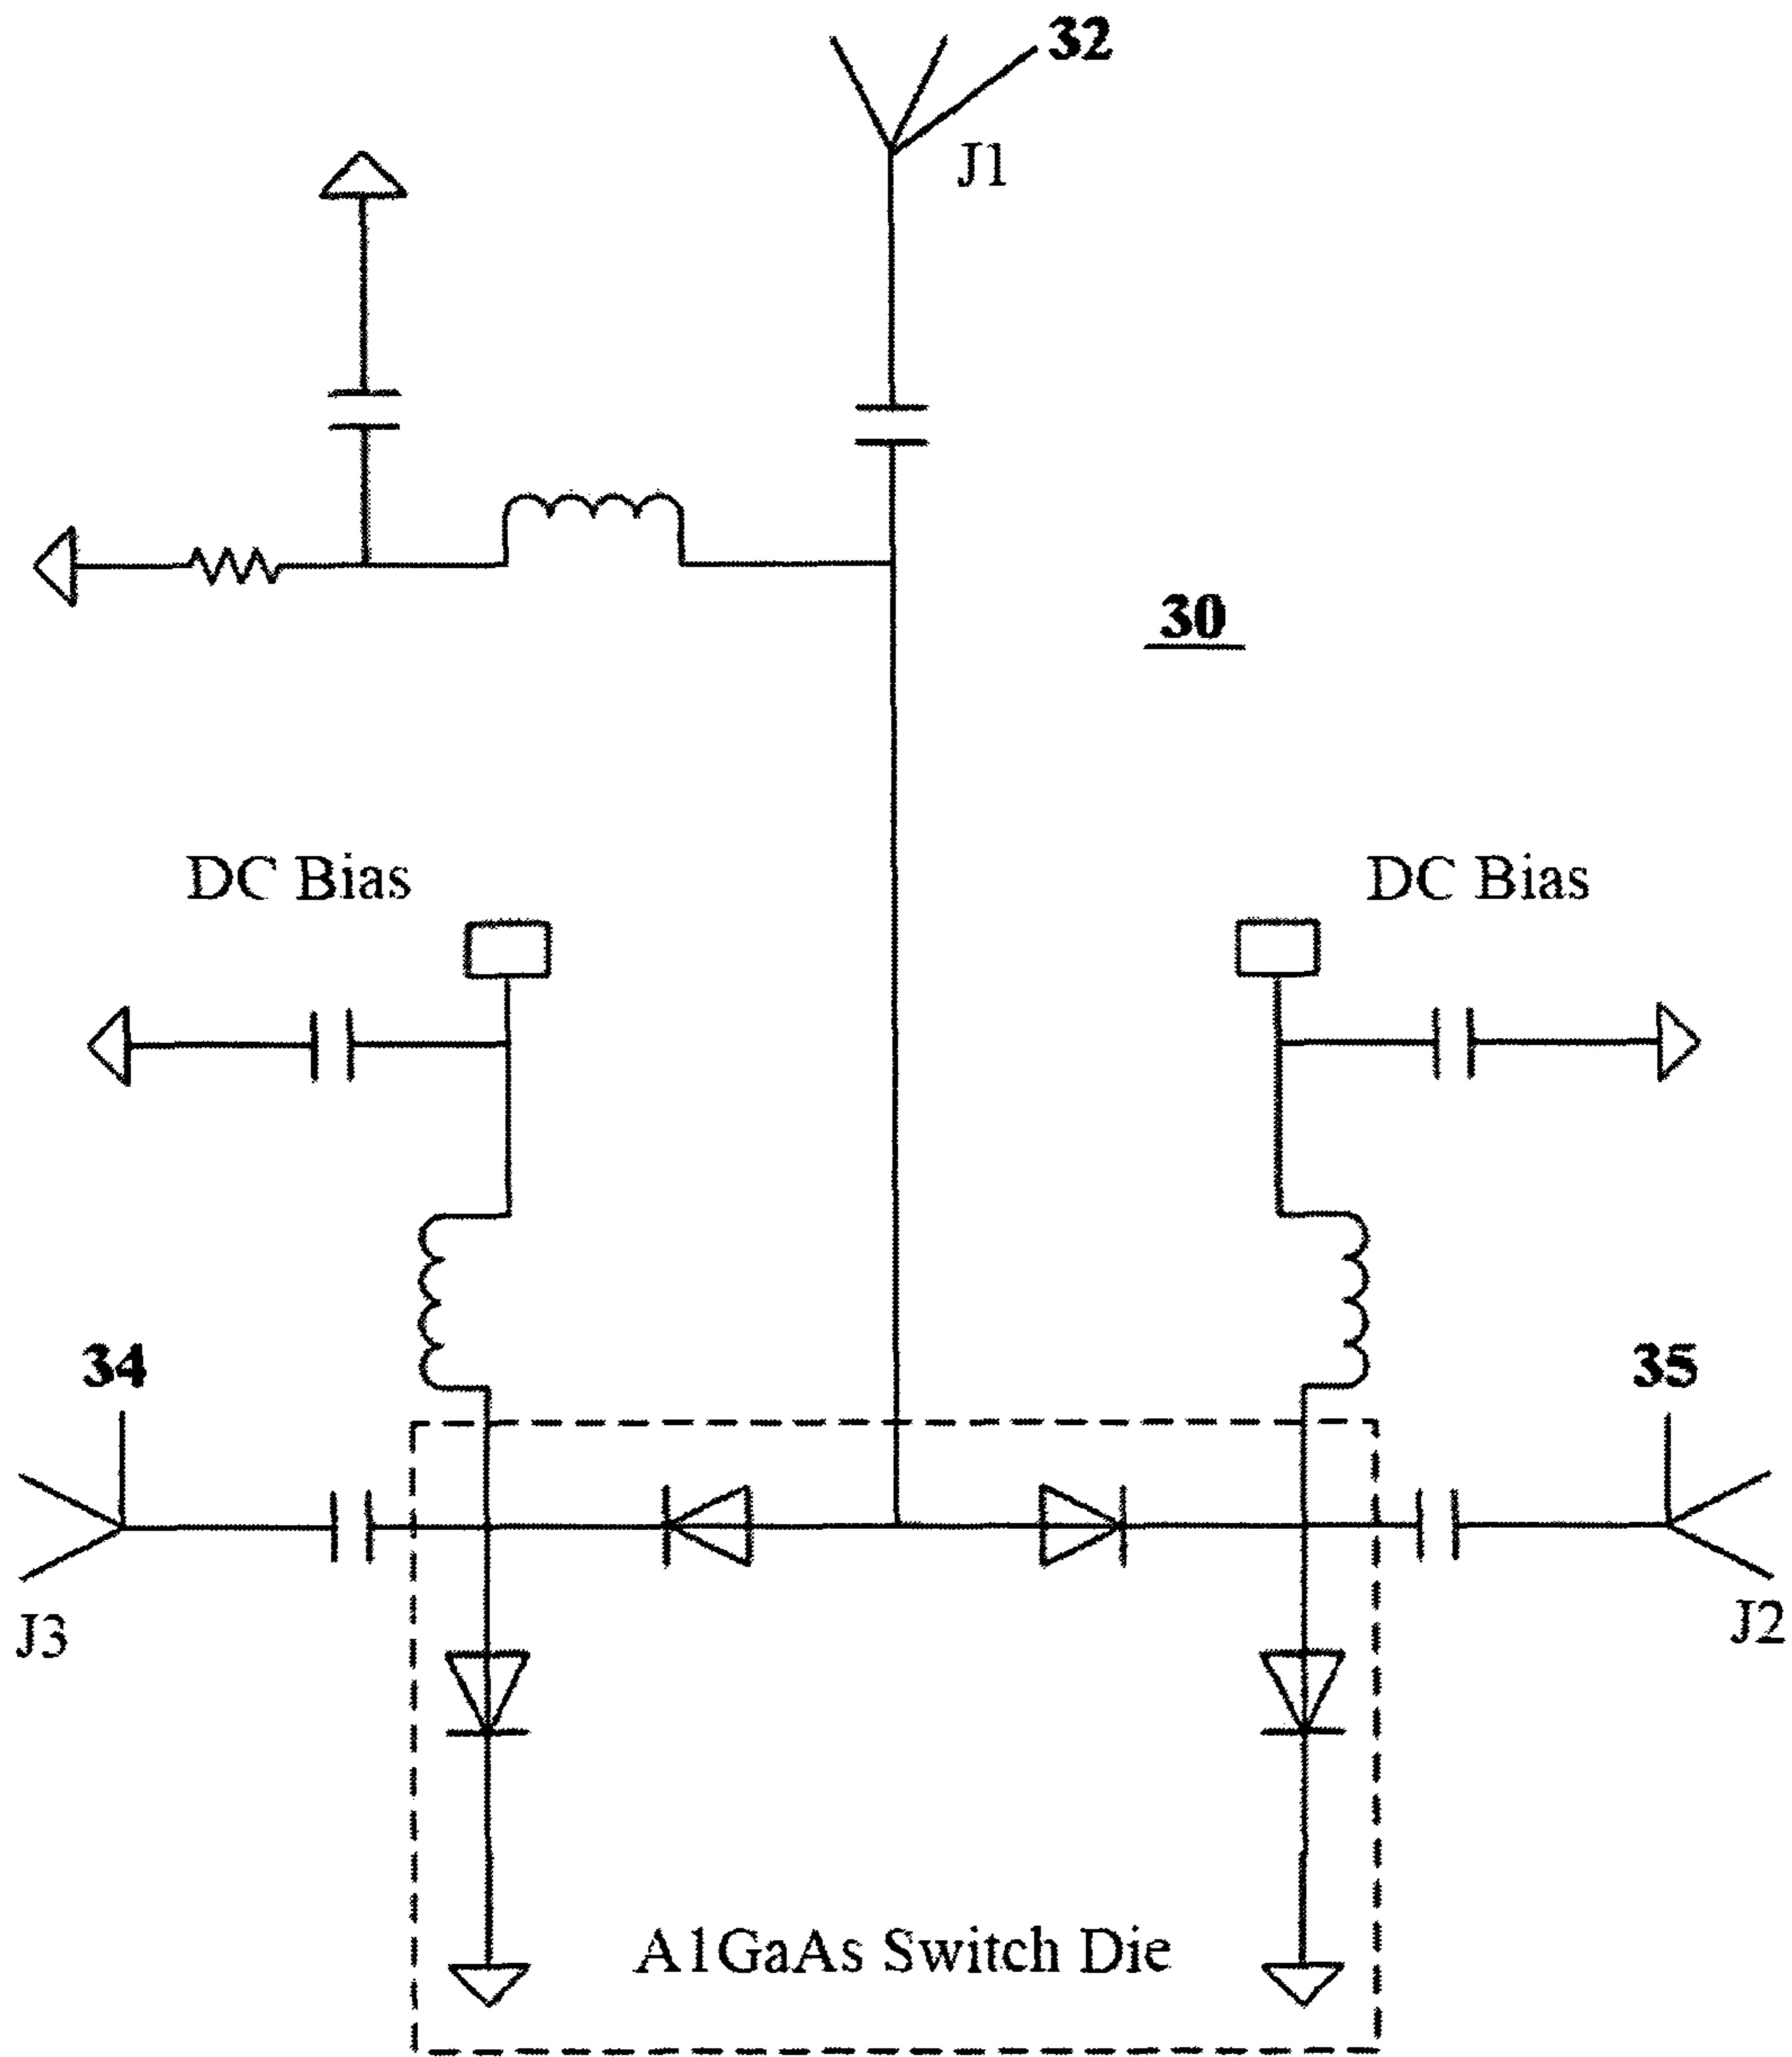 32
J1
30
DC Bias
DC Bias
34
35
J3
J2
A1GaAs Switch Die